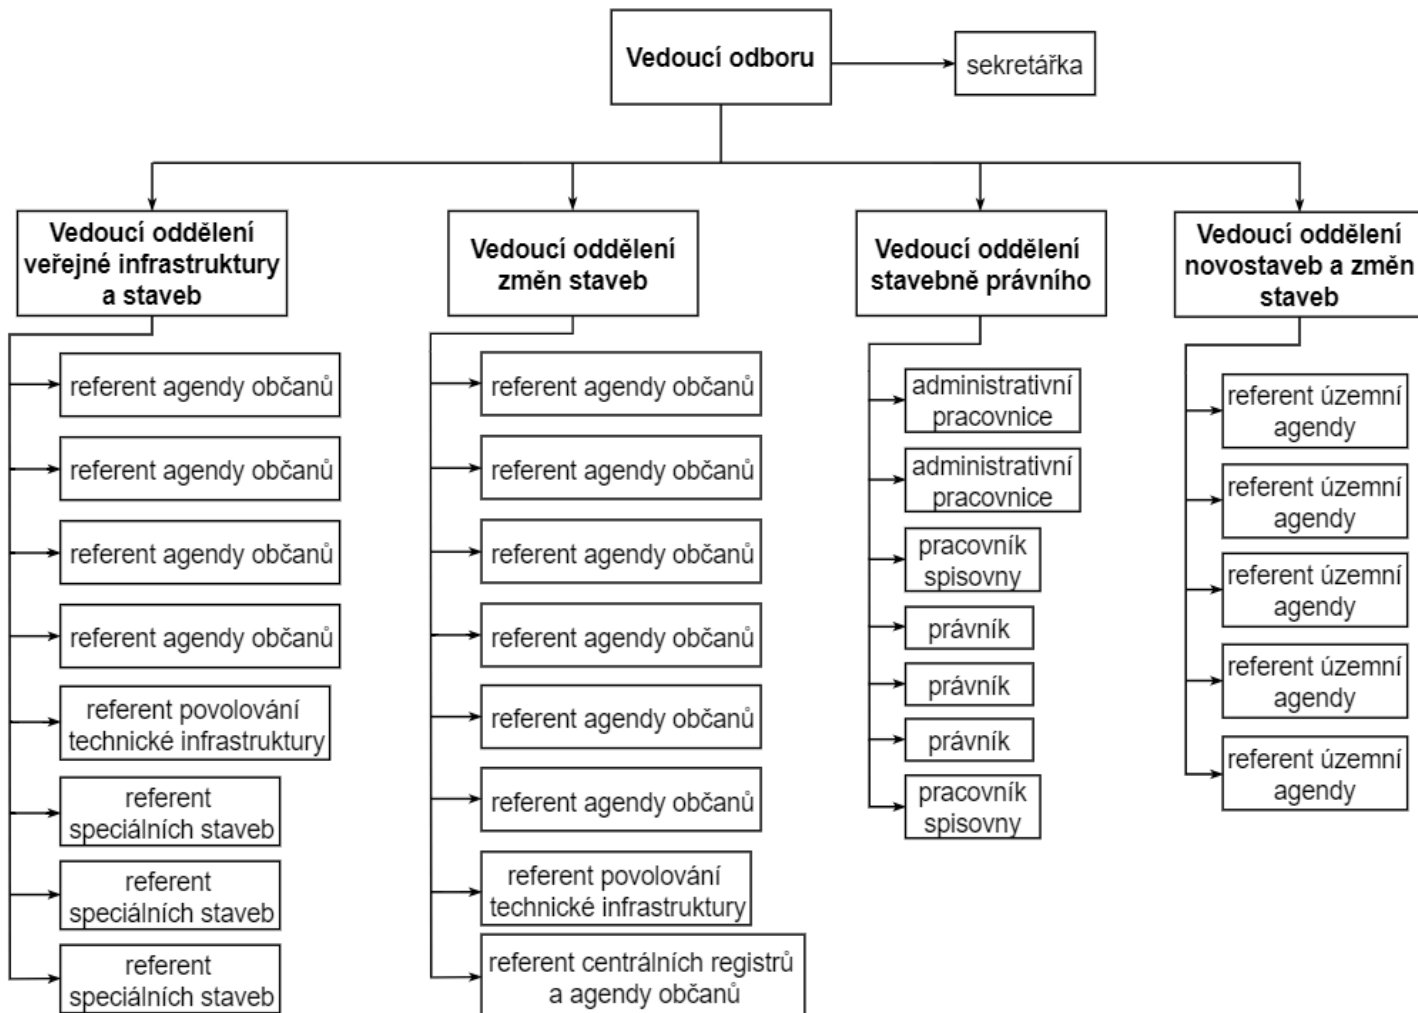 Vedoucí odboru
sekretářka
Vedoucí oddělení
veřejné infrastruktury
a staveb
referent agendy občanů
referent agendy občanů
referent agendy občanů
referent agendy občanů
referent povolování
technické infrastruktury
referent
speciálních staveb
referent
speciálních staveb
referent
speciálních staveb
Vedoucí oddělení
změn staveb
referent agendy občanů
referent agendy občanů
referent agendy občanů
referent agendy občanů
referent agendy občanů
referent agendy občanů
referent povolování
technické infrastruktury
referent centrálních registrů
a agendy občanů
Vedoucí oddělení
stavebně právního
administrativní
pracovnice
administrativní
pracovnice
pracovník
spisovny
právník
právník
právník
pracovník
spisovny
Vedoucí oddělení
novostaveb a změn
staveb
referent územní
agendy
referent územní
agendy
referent územní
agendy
referent územní
agendy
referent územní
agendy